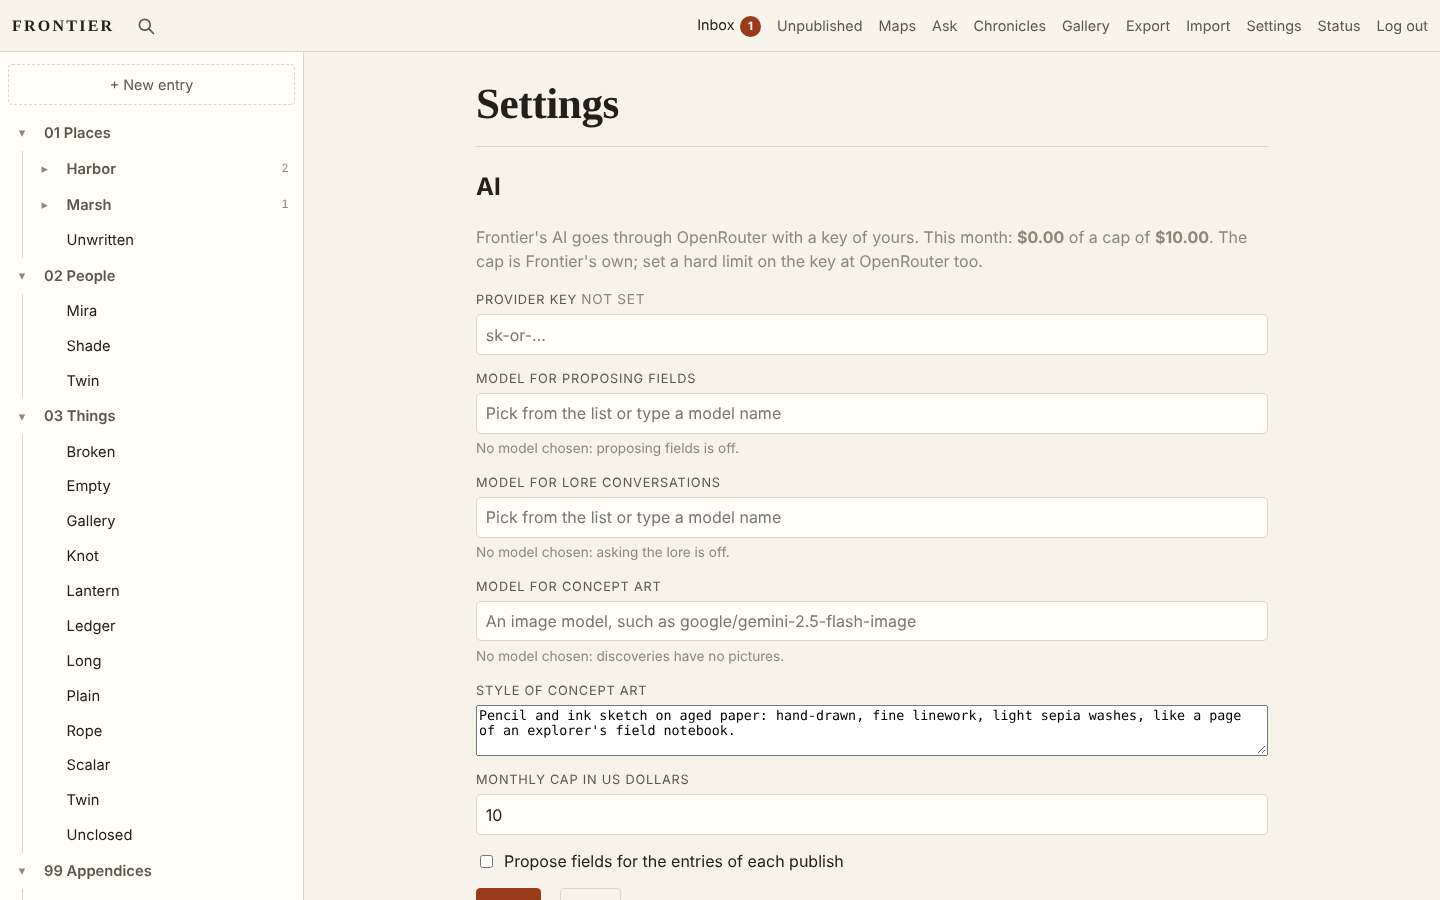 FRONTIER
Inbox 1 Unpublished Maps Ask Chronicles Gallery Export Import Settings Status Log out
+ New entry
01 Places
Harbor 2
Marsh 1
Unwritten
02 People
Mira
Shade
Twin
03 Things
Broken
Empty
Gallery
Knot
Lantern
Ledger
Long
Plain
Rope
Scalar
Twin
Unclosed
99 Appendices
Settings
AI
Frontier's AI goes through OpenRouter with a key of yours. This month: $0.00 of a cap of $10.00. The
cap is Frontier's own; set a hard limit on the key at OpenRouter too.
PROVIDER KEY NOT SET
sk-or-...
MODEL FOR PROPOSING FIELDS
Pick from the list or type a model name
No model chosen: proposing fields is off.
MODEL FOR LORE CONVERSATIONS
Pick from the list or type a model name
No model chosen: asking the lore is off.
MODEL FOR CONCEPT ART
An image model, such as google/gemini-2.5-flash-image
No model chosen: discoveries have no pictures.
STYLE OF CONCEPT ART
Pencil and ink sketch on aged paper: hand-drawn, fine linework, light sepia washes, like a page
of an explorer's field notebook.
MONTHLY CAP IN US DOLLARS
10
Propose fields for the entries of each publish